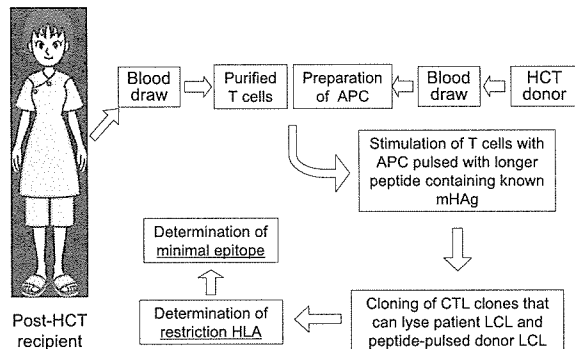 Post-HCT
recipient
Blood
draw
Purified
T cells
Preparation
of APC
Blood
draw
HCT
donor
Stimulation of T cells with
APC pulsed with longer
peptide containing known
mHAg
Cloning of CTL clones that
can lyse patient LCL and
peptide-pulsed donor LCL
Determination of
restriction HLA
Determination of
minimal epitope